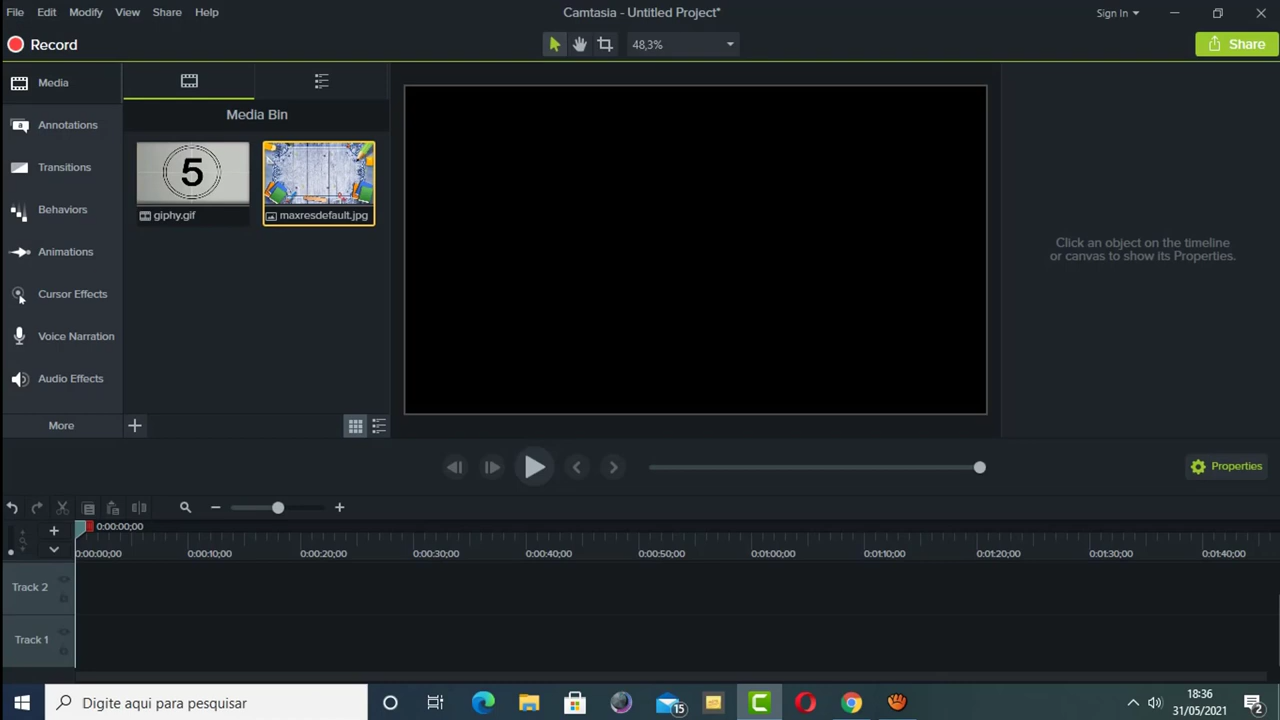 File Edit Modify View Share Help
Camtasia - Untitled Project*
Sign In
Record
48,3%
Share
Media
Annotations
Transitions
Behaviors
Animations
Cursor Effects
Voice Narration
Audio Effects
More
Media Bin
5
giphy.gif
maxresdefault.jpg
Click an object on the timeline
or canvas to show its Properties.
Properties
0:00:00;00
0:00:00;00 0:00:10;00 0:00:20;00 0:00:30;00 0:00:40;00 0:00:50;00 0:01:00;00 0:01:10;00 0:01:20;00 0:01:30;00 0:01:40;00
Track 2
Track 1
Digite aqui para pesquisar
15
18:36
31/05/2021
2